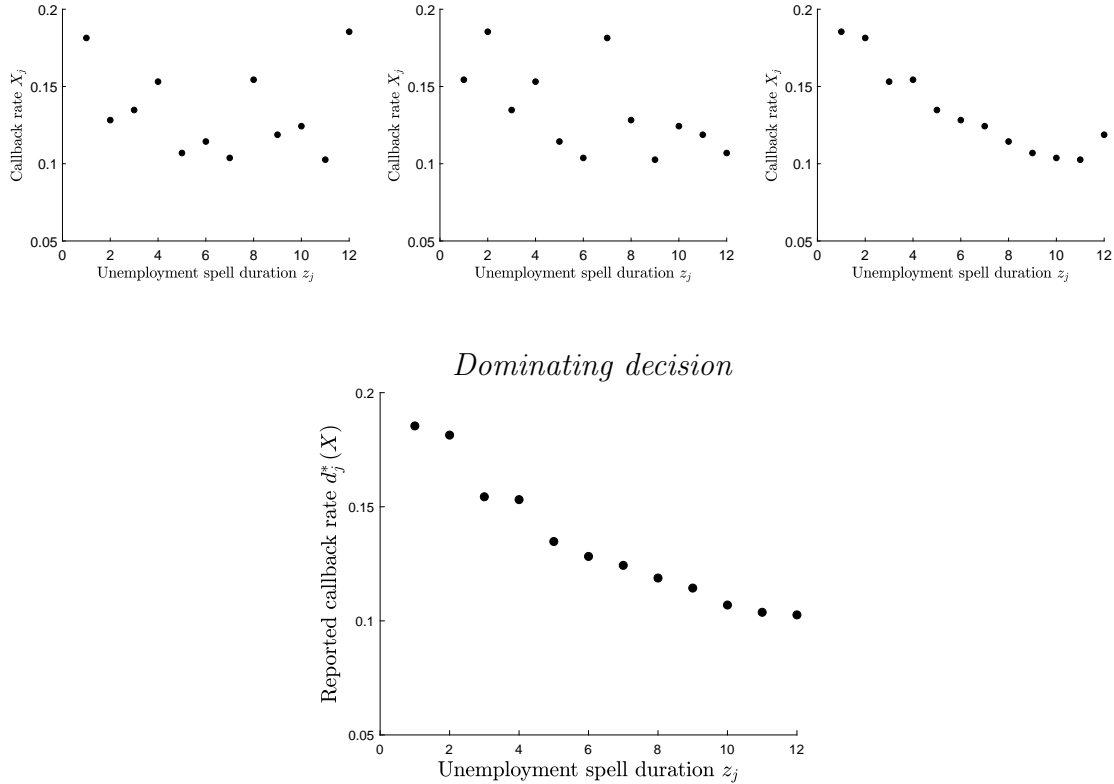 0.2
0.15
0.1
0.05
0 2 4 6 8 10 12
Callback rate X_j
Unemployment spell duration z_j
0.2
0.15
0.1
0.05
0 2 4 6 8 10 12
Callback rate X_j
Unemployment spell duration z_j
0.2
0.15
0.1
0.05
0 2 4 6 8 10 12
Callback rate X_j
Unemployment spell duration z_j
Dominating decision
0.2
0.15
0.1
0.05
0 2 4 6 8 10 12
Reported callback rate d_j^*(X)
Unemployment spell duration z_j